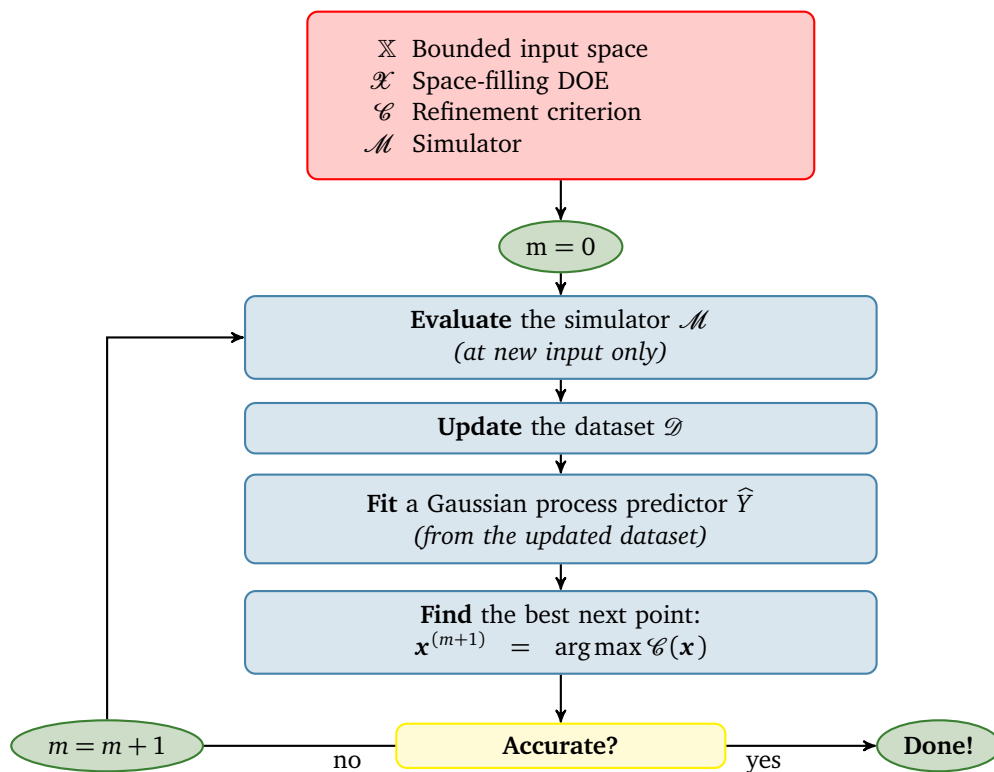 𝕏 Bounded input space
𝒳 Space-filling DOE
𝒞 Refinement criterion
ℳ Simulator
m = 0
Evaluate the simulator ℳ
(at new input only)
Update the dataset 𝒟
Fit a Gaussian process predictor Ŷ
(from the updated dataset)
Find the best next point:
x^(m+1) = arg max 𝒞(x)
m = m + 1
no
Accurate?
yes
Done!